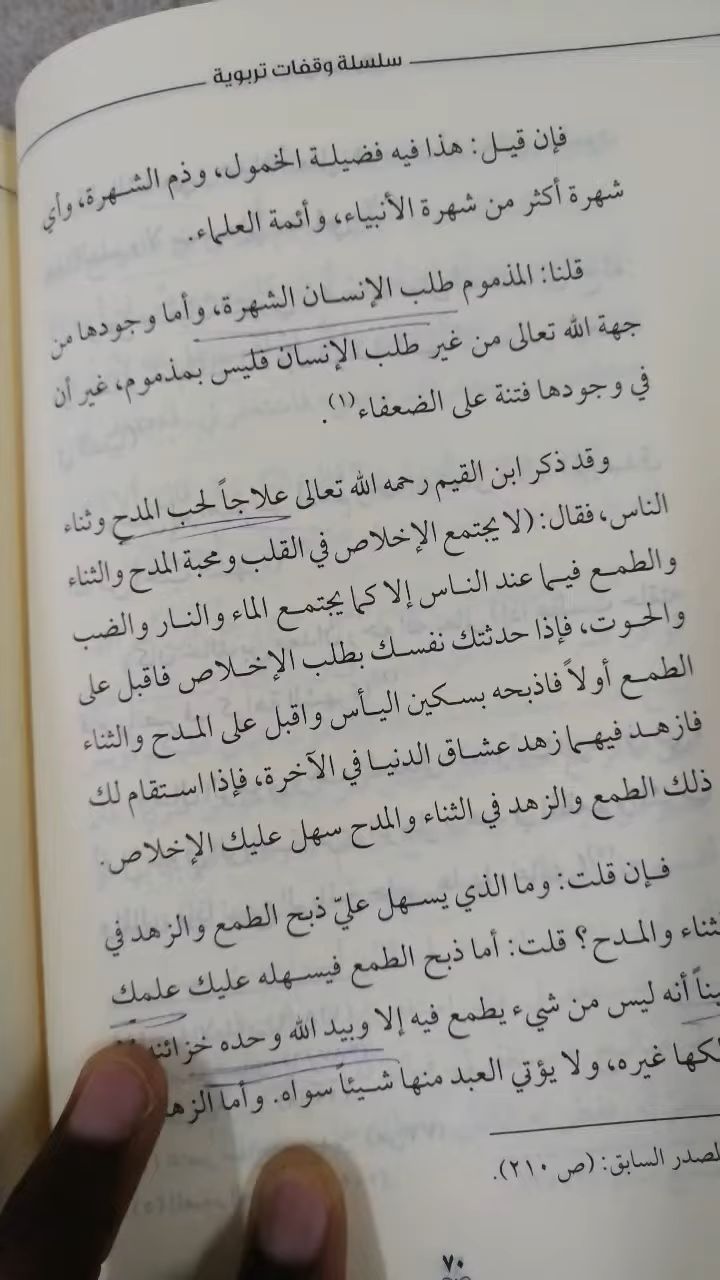 سلسلة وقفات تربوية
فإن قيل: هذا فيه فضيلة الخمول، وذم الشهرة، وأي
شهرة أكثر من شهرة الأنبياء، وأئمة العلماء.
قلنا: المذموم طلب الإنسان الشهرة، وأما وجودها من
جهة الله تعالى من غير طلب الإنسان فليس بمذموم، غير أن
في وجودها فتنة على الضعفاء(١).
وقد ذكر ابن القيم رحمه الله تعالى علاجاً لحب المدح وثناء
الناس، فقال: (لا يجتمع الإخلاص في القلب ومحبة المدح والثناء
والطمع فيما عند الناس إلا كما يجتمع الماء والنار والضب
والحوت، فإذا حدثتك نفسك بطلب الإخلاص فاقبل على
الطمع أولاً فاذبحه بسكين اليأس واقبل على المدح والثناء
فازهد فيهما زهد عشاق الدنيا في الآخرة، فإذا استقام لك
ذلك الطمع والزهد في الثناء والمدح سهل عليك الإخلاص.
فإن قلت: وما الذي يسهل عليّ ذبح الطمع والزهد في
الثناء والمدح؟ قلت: أما ذبح الطمع فيسهله عليك علمك
أنه ليس من شيء يطمع فيه إلا وبيد الله وحده خزائنه
غيره، ولا يؤتي العبد منها شيئاً سواه. وأما
السابق: (ص ٢١٠).
٧٠